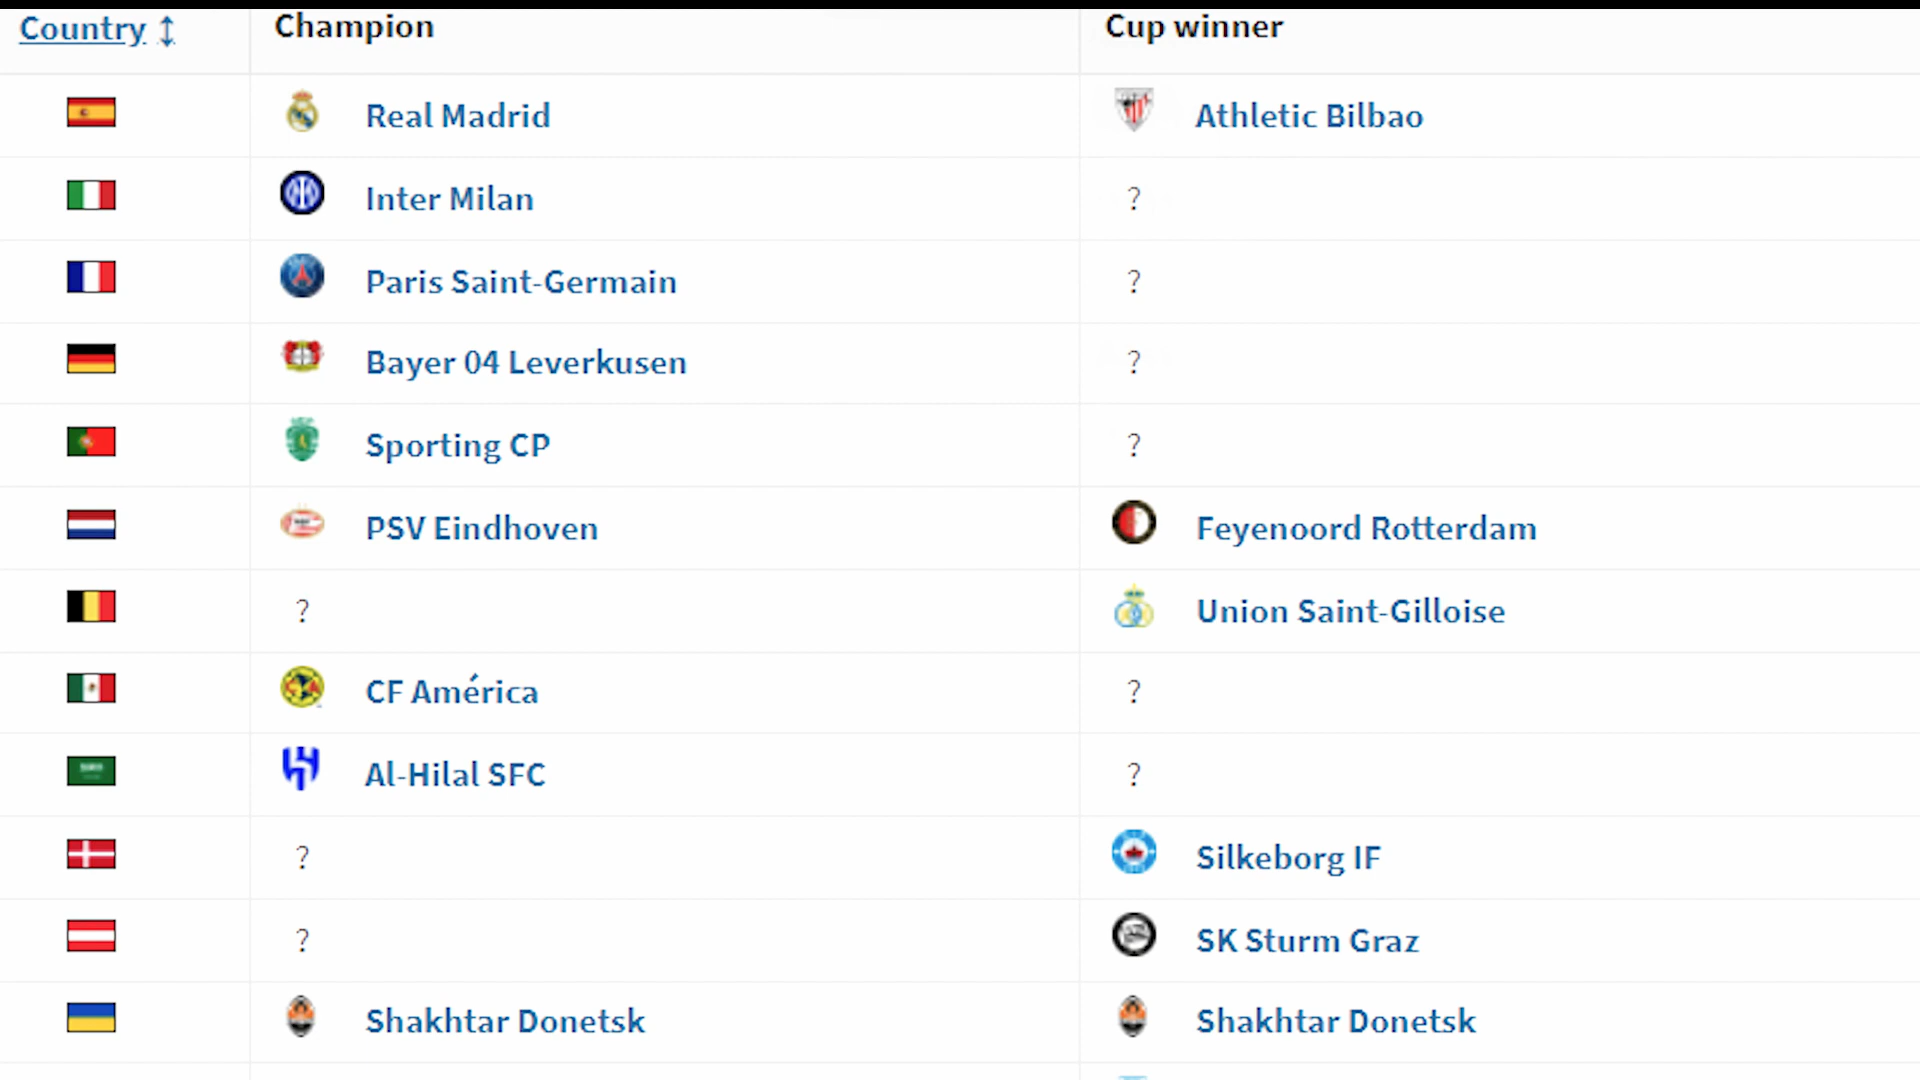 Country ↕ Champion Cup winner
Real Madrid Athletic Bilbao
Inter Milan ?
Paris Saint-Germain ?
Bayer 04 Leverkusen ?
Sporting CP ?
PSV Eindhoven Feyenoord Rotterdam
? Union Saint-Gilloise
CF América ?
Al-Hilal SFC ?
? Silkeborg IF
? SK Sturm Graz
Shakhtar Donetsk Shakhtar Donetsk